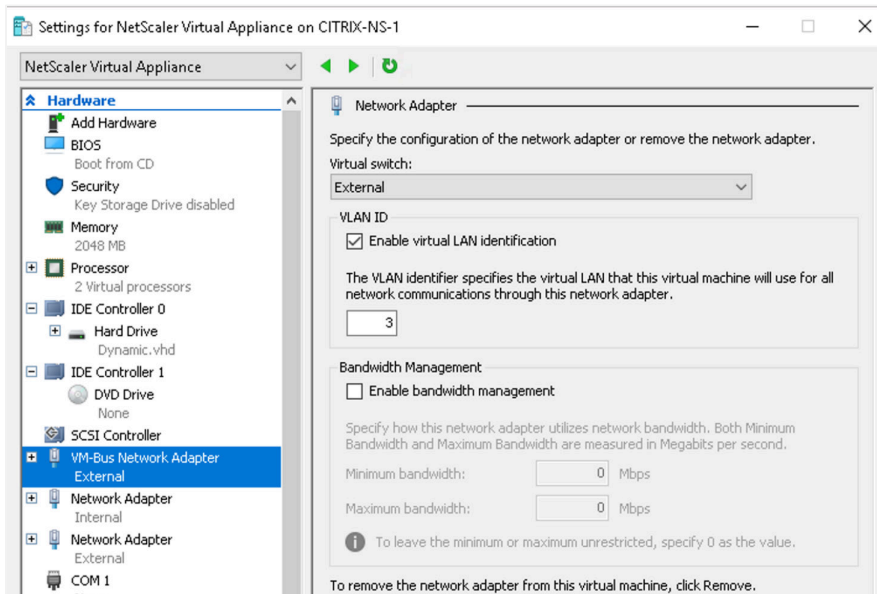 Settings for NetScaler Virtual Appliance on CITRIX-NS-1
NetScaler Virtual Appliance
Hardware
Add Hardware
BIOS
Boot from CD
Security
Key Storage Drive disabled
Memory
2048 MB
Processor
2 Virtual processors
IDE Controller 0
Hard Drive
Dynamic.vhd
IDE Controller 1
DVD Drive
None
SCSI Controller
VM-Bus Network Adapter
External
Network Adapter
Internal
Network Adapter
External
COM 1
Network Adapter
Specify the configuration of the network adapter or remove the network adapter.
Virtual switch:
External
VLAN ID
Enable virtual LAN identification
The VLAN identifier specifies the virtual LAN that this virtual machine will use for all
network communications through this network adapter.
3
Bandwidth Management
Enable bandwidth management
Specify how this network adapter utilizes network bandwidth. Both Minimum
Bandwidth and Maximum Bandwidth are measured in Megabits per second.
Minimum bandwidth: 0 Mbps
Maximum bandwidth: 0 Mbps
To leave the minimum or maximum unrestricted, specify 0 as the value.
To remove the network adapter from this virtual machine, click Remove.